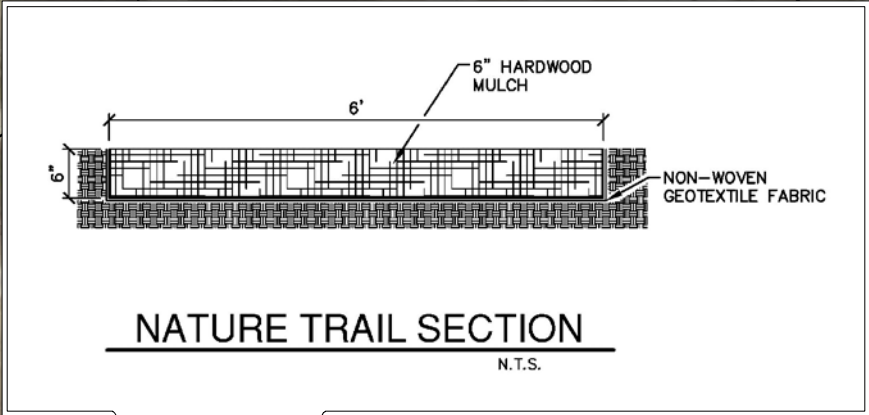 6" HARDWOOD
MULCH
6'
6"
NON-WOVEN
GEOTEXTILE FABRIC
NATURE TRAIL SECTION
N.T.S.